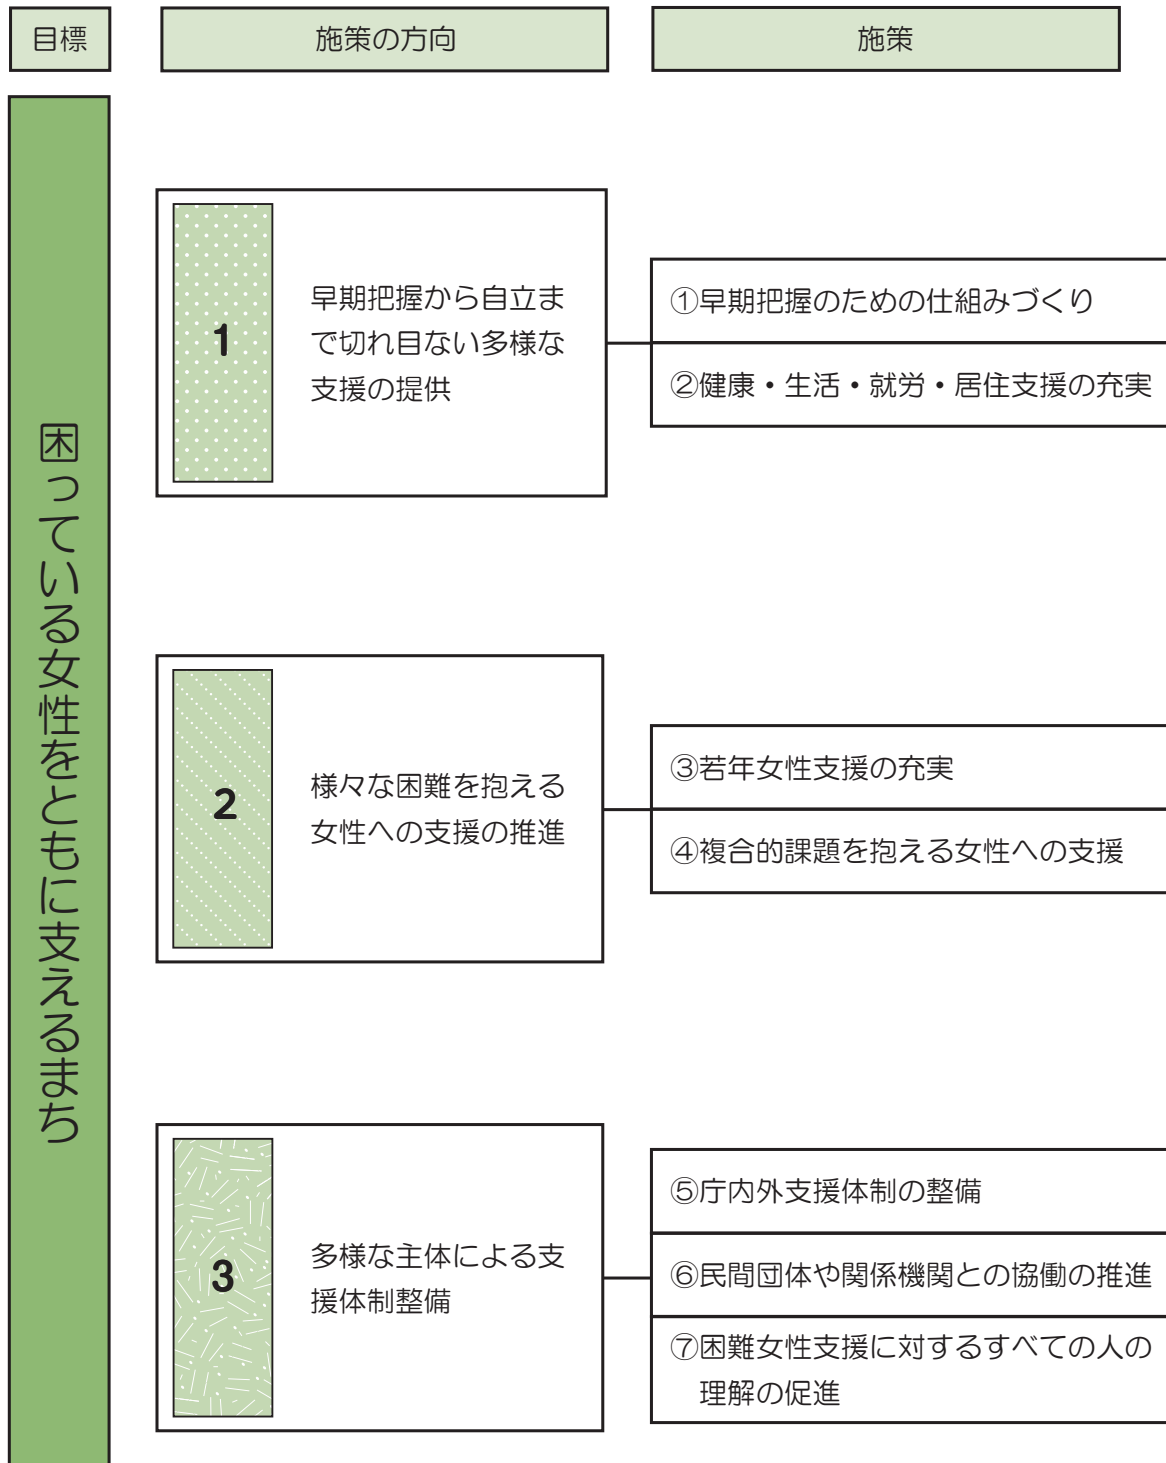 目標
施策の方向
施策
困っている女性をともに支えるまち
1
早期把握から自立ま
で切れ目ない多様な
支援の提供
①早期把握のための仕組みづくり
②健康・生活・就労・居住支援の充実
2
様々な困難を抱える
女性への支援の推進
③若年女性支援の充実
④複合的課題を抱える女性への支援
3
多様な主体による支
援体制整備
⑤庁内外支援体制の整備
⑥民間団体や関係機関との協働の推進
⑦困難女性支援に対するすべての人の
理解の促進